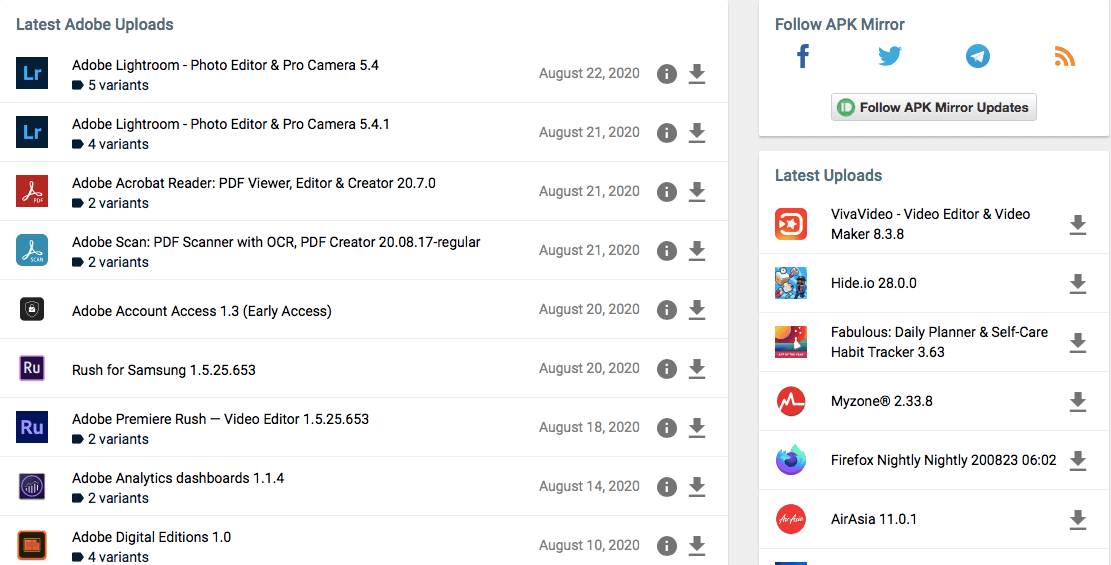 Latest Adobe Uploads
Lr
Adobe Lightroom - Photo Editor & Pro Camera 5.4
5 variants
August 22, 2020
Lr
Adobe Lightroom - Photo Editor & Pro Camera 5.4.1
4 variants
August 21, 2020
PDF
Adobe Acrobat Reader: PDF Viewer, Editor & Creator 20.7.0
2 variants
August 21, 2020
SCAN
Adobe Scan: PDF Scanner with OCR, PDF Creator 20.08.17-regular
2 variants
August 21, 2020
Adobe Account Access 1.3 (Early Access)
August 20, 2020
Ru
Rush for Samsung 1.5.25.653
August 20, 2020
Ru
Adobe Premiere Rush — Video Editor 1.5.25.653
2 variants
August 18, 2020
Adobe Analytics dashboards 1.1.4
2 variants
August 14, 2020
Adobe Digital Editions 1.0
4 variants
August 10, 2020
Follow APK Mirror
Follow APK Mirror Updates
Latest Uploads
VivaVideo - Video Editor & Video
Maker 8.3.8
Hide.io 28.0.0
Fabulous: Daily Planner & Self-Care
Habit Tracker 3.63
Myzone® 2.33.8
Firefox Nightly Nightly 200823 06:02
AirAsia
AirAsia 11.0.1